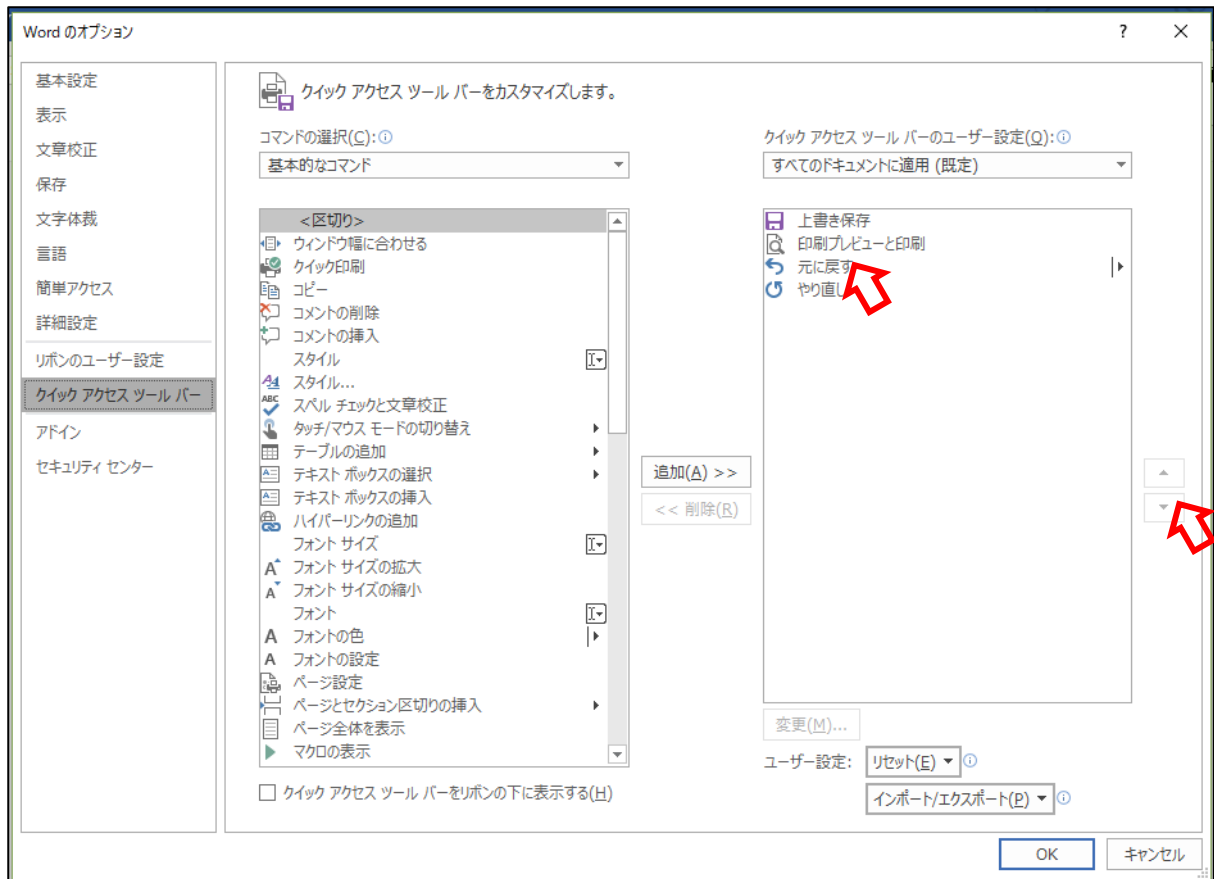 Word のオプション
?
基本設定
表示
文章校正
保存
文字体裁
言語
簡単アクセス
詳細設定
リボンのユーザー設定
クイック アクセス ツール バー
アドイン
セキュリティ センター
クイック アクセス ツール バーをカスタマイズします。
コマンドの選択(C):
基本的なコマンド
<区切り>
ウィンドウ幅に合わせる
クイック印刷
コピー
コメントの削除
コメントの挿入
スタイル
スタイル...
ABC
スペル チェックと文章校正
タッチ/マウス モードの切り替え
テーブルの追加
テキスト ボックスの選択
テキスト ボックスの挿入
ハイパーリンクの追加
フォント サイズ
フォント サイズの拡大
フォント サイズの縮小
フォント
フォントの色
フォントの設定
ページ設定
ページとセクション区切りの挿入
ページ全体を表示
マクロの表示
クイック アクセス ツール バーをリボンの下に表示する(H)
追加(A) >>
<< 削除(R)
クイック アクセス ツール バーのユーザー設定(Q):
すべてのドキュメントに適用 (既定)
上書き保存
印刷プレビューと印刷
元に戻す
やり直し
変更(M)...
ユーザー設定:
リセット(E)
インポート/エクスポート(P)
OK
キャンセル